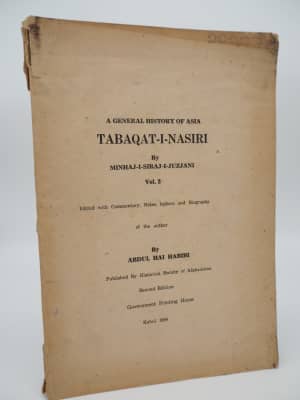 A GENERAL HISTORY OF ASIA
TABAQAT-I-NASIRI
By
MINHAJ-I-SIRAJ-I-JUZJANI
Vol. 2
Edited with Commentary, Notes, Indices and Biography
of the author
By
ABDUL HAI HABIBI
Published By Historical Society of Afghanistan
Second Edition
Government Printing House
Kabul